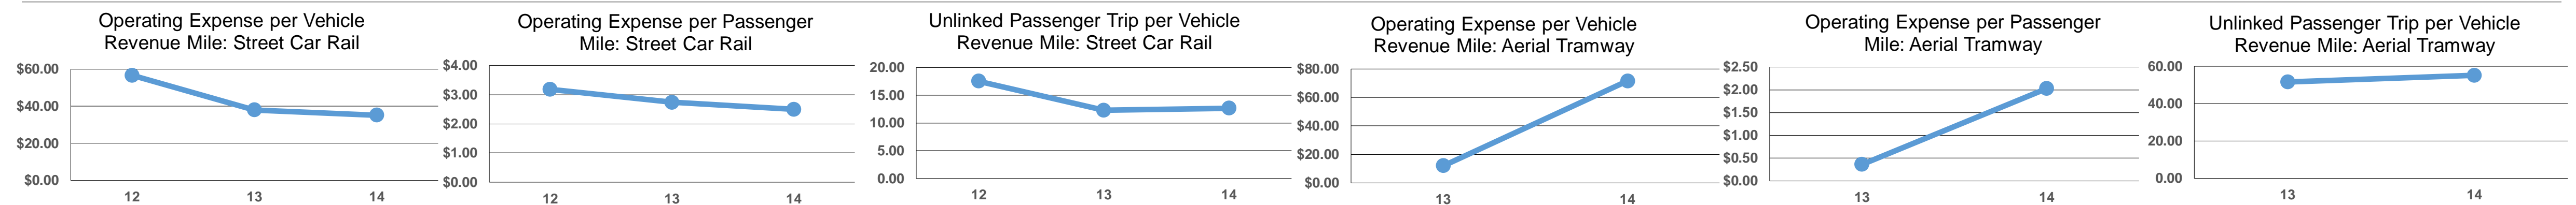 Operating Expense per Vehicle
Revenue Mile: Street Car Rail
$60.00
$40.00
$20.00
$0.00
12 13 14
Operating Expense per Passenger
Mile: Street Car Rail
$4.00
$3.00
$2.00
$1.00
$0.00
12 13 14
Unlinked Passenger Trip per Vehicle
Revenue Mile: Street Car Rail
20.00
15.00
10.00
5.00
0.00
12 13 14
Operating Expense per Vehicle
Revenue Mile: Aerial Tramway
$80.00
$60.00
$40.00
$20.00
$0.00
13 14
Operating Expense per Passenger
Mile: Aerial Tramway
$2.50
$2.00
$1.50
$1.00
$0.50
$0.00
13 14
Unlinked Passenger Trip per Vehicle
Revenue Mile: Aerial Tramway
60.00
40.00
20.00
0.00
13 14